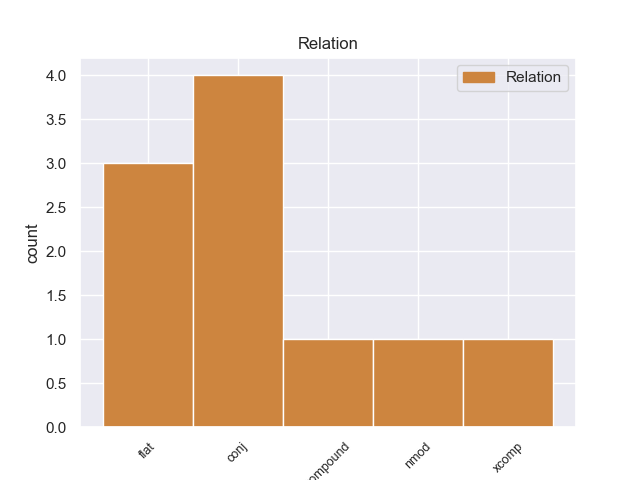 Relation
Relation
4.0
3.5
3.0
2.5
2.0
1.5
1.0
0.5
0.0
count
flat
conj
ompound
nmod
xcomp